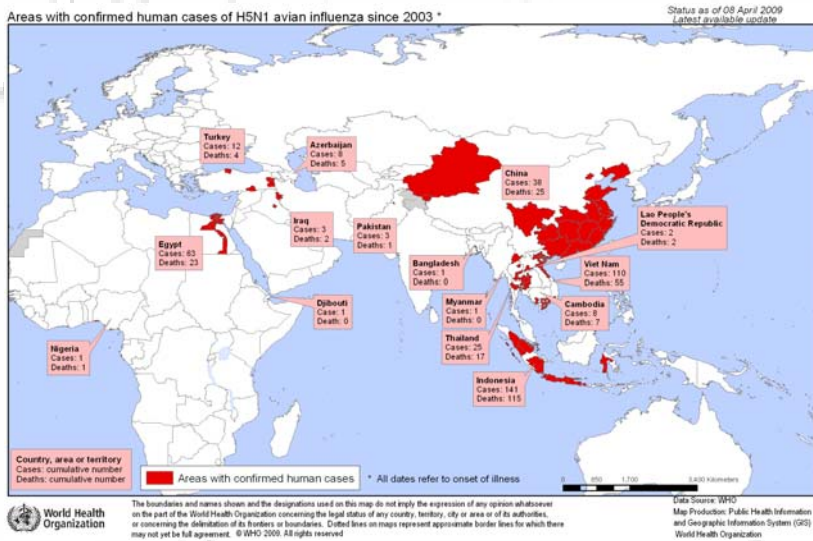 Areas with confirmed human cases of H5N1 avian influenza since 2003 *
Status as of 08 April 2009
Latest available update
Turkey
Cases: 12
Deaths: 4
Azerbaijan
Cases: 8
Deaths: 5
China
Cases: 38
Deaths: 25
Lao People's
Democratic Republic
Cases: 2
Deaths: 2
Iraq
Cases: 3
Deaths: 2
Pakistan
Cases: 3
Deaths: 1
Egypt
Cases: 63
Deaths: 23
Bangladesh
Cases: 1
Deaths: 0
Viet Nam
Cases: 110
Deaths: 55
Djibouti
Case: 1
Death: 0
Myanmar
Cases: 1
Deaths: 0
Cambodia
Cases: 8
Deaths: 7
Nigeria
Cases: 1
Deaths: 1
Thailand
Cases: 25
Deaths: 17
Indonesia
Cases: 141
Deaths: 115
Country, area or territory
Cases: cumulative number
Deaths: cumulative number
Areas with confirmed human cases
* All dates refer to onset of illness
0 850 1,700 3,400 Kilometers
World Health
Organization
The boundaries and names shown and the designations used on this map do not imply the expression of any opinion whatsoever
on the part of the World Health Organization concerning the legal status of any country, territory, city or area or of its authorities,
or concerning the delimitation of its frontiers or boundaries. Dotted lines on maps represent approximate border lines for which there
may not yet be full agreement. © WHO 2009. All rights reserved
Data Source: WHO
Map Production: Public Health Information
and Geographic Information System (GIS)
World Health Organization